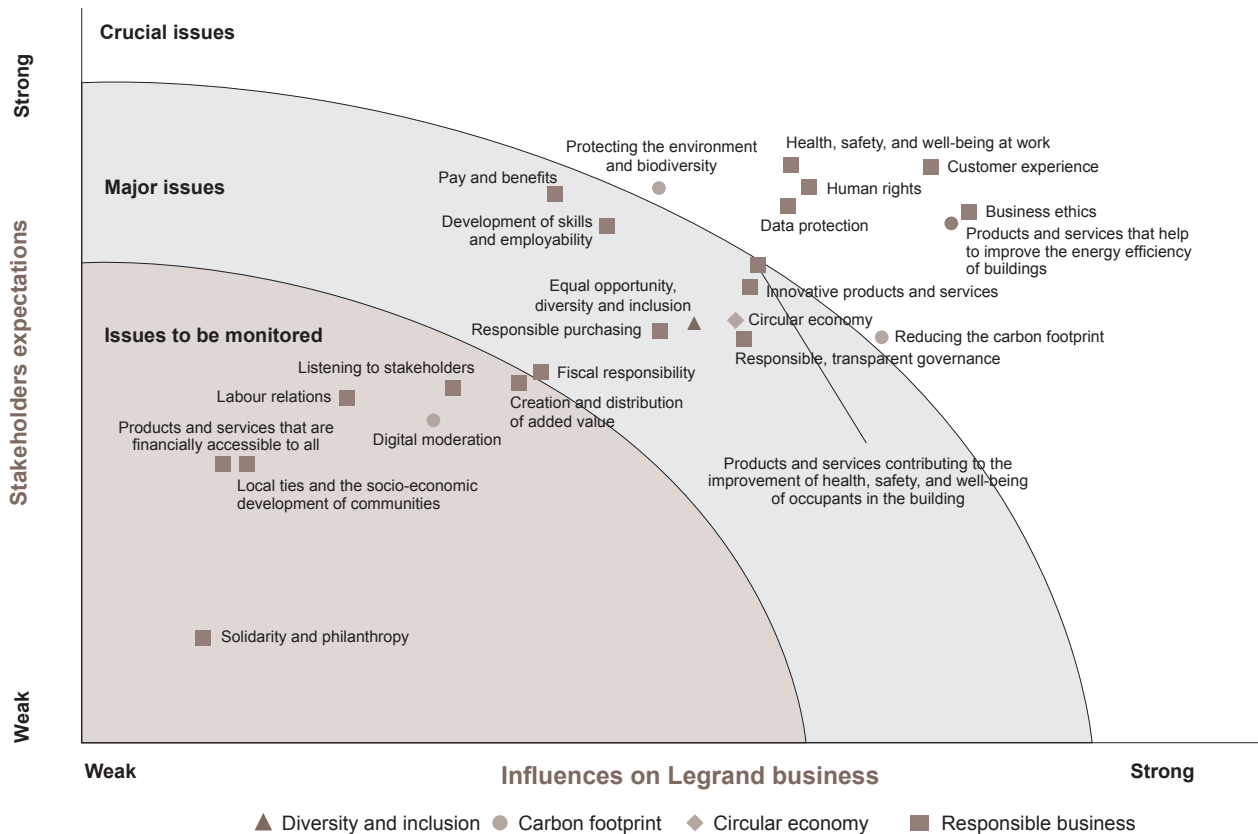 Crucial issues
Strong
Stakeholders expectations
Weak
Major issues
Issues to be monitored
Protecting the environment
and biodiversity
Health, safety, and well-being at work
Customer experience
Pay and benefits
Human rights
Development of skills
and employability
Data protection
Business ethics
Products and services that help
to improve the energy efficiency
of buildings
Equal opportunity,
diversity and inclusion
Innovative products and services
Responsible purchasing
Circular economy
Reducing the carbon footprint
Responsible, transparent governance
Listening to stakeholders
Fiscal responsibility
Labour relations
Creation and distribution
of added value
Products and services that are
financially accessible to all
Digital moderation
Products and services contributing to the
improvement of health, safety, and well-being
of occupants in the building
Local ties and the socio-economic
development of communities
Solidarity and philanthropy
Weak
Influences on Legrand business
Strong
Diversity and inclusion
Carbon footprint
Circular economy
Responsible business